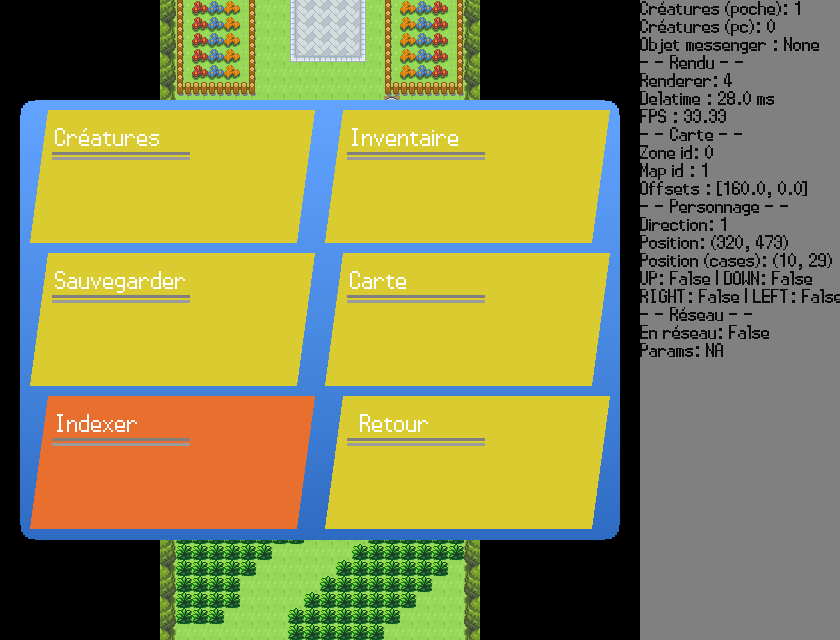 Créatures
Inventaire
Sauvegarder
Carte
Indexer
Retour
Créatures (poche): 1
Créatures (pc): 0
Objet messenger : None
- - Rendu - -
Renderer: 4
Delatime : 28.0 ms
FPS : 33.33
- - Carte - -
Zone id: 0
Map id : 1
Offsets : [160.0, 0.0]
- - Personnage - -
Direction: 1
Position: (320, 473)
Position (cases): (10, 29)
UP: False | DOWN: False
RIGHT: False | LEFT: False
- - Réseau - -
En réseau: False
Params: NA